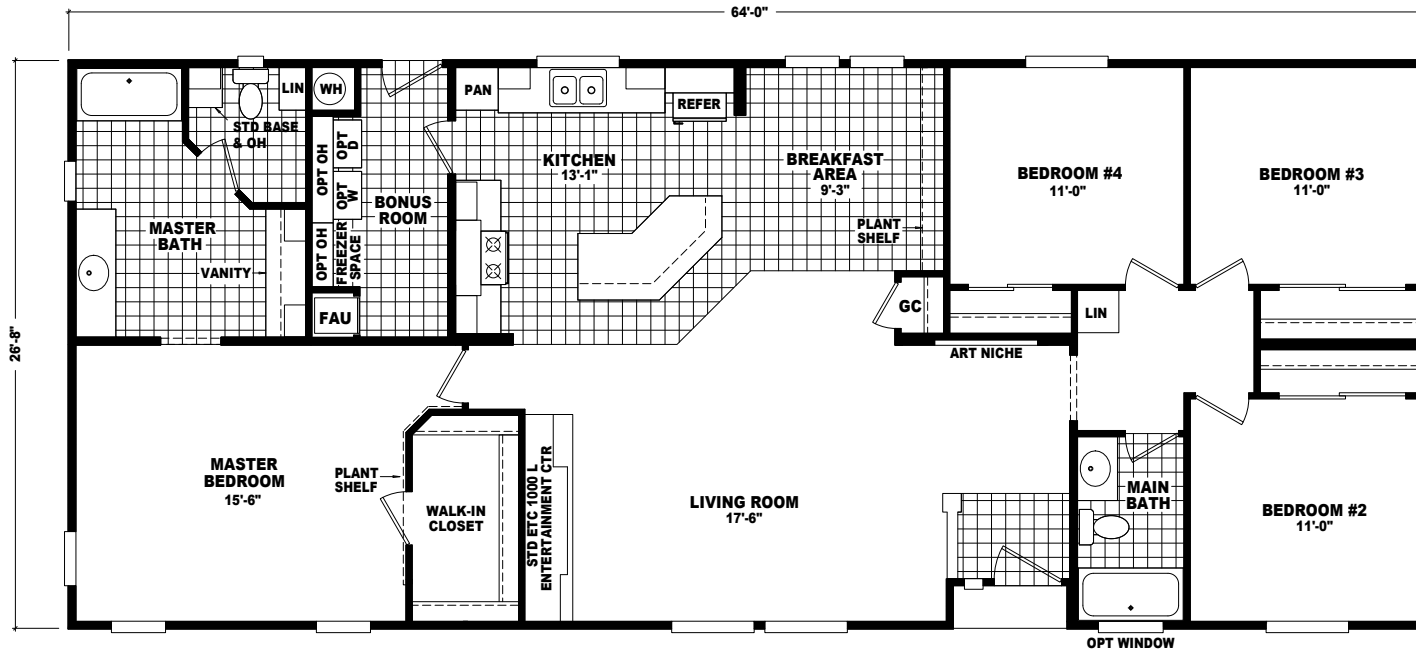 64'-0"
26'-8"
LIN
WH
PAN
REFER
STD BASE
& OH
OPT OH
OPT
D
OPT
W
OPT OH
FREEZER
SPACE
FAU
BONUS
ROOM
KITCHEN
13'-1"
BREAKFAST
AREA
9'-3"
PLANT
SHELF
BEDROOM #4
11'-0"
BEDROOM #3
11'-0"
MASTER
BATH
VANITY
GC
LIN
ART NICHE
MASTER
BEDROOM
15'-6"
PLANT
SHELF
WALK-IN
CLOSET
STD ETC 1000 L
ENTERTAINMENT CTR
LIVING ROOM
17'-6"
MAIN
BATH
BEDROOM #2
11'-0"
OPT WINDOW